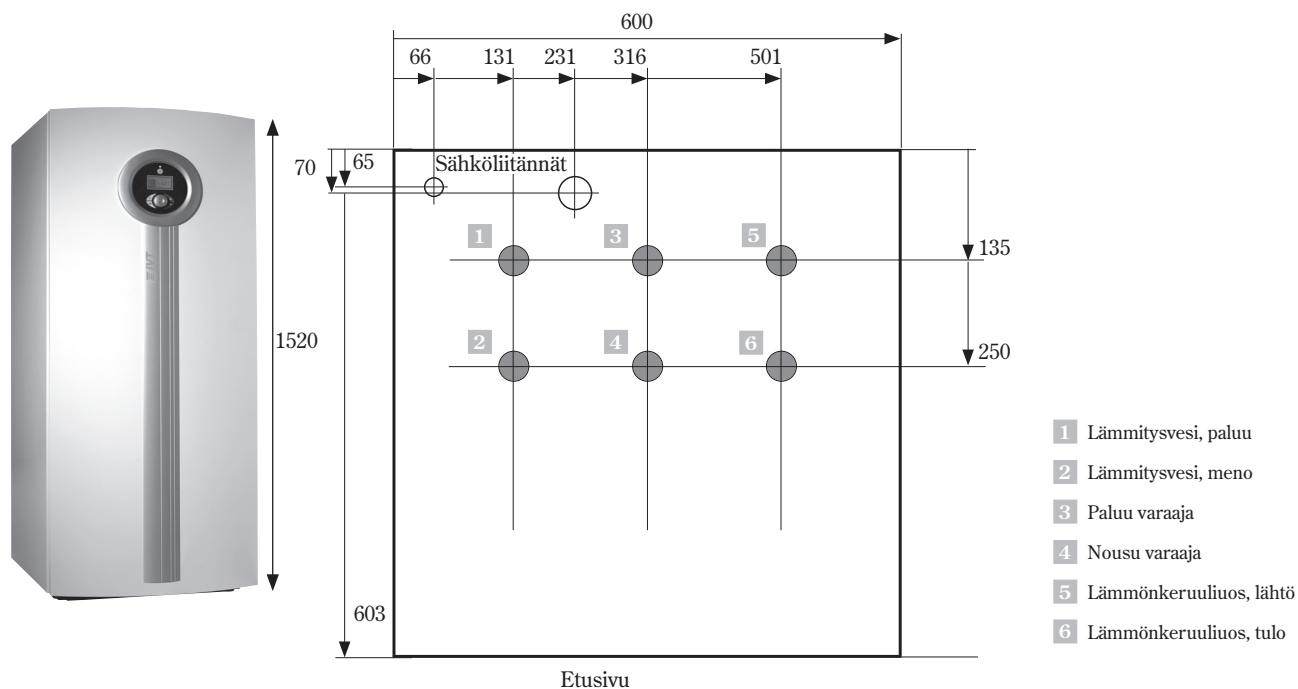 600
66 131 231 316 501
70 65 Sähköliitännät
1 3 5
135
1520
2 4 6
250
603
Etusivu
IVT
1 Lämmitysvesi, paluu
2 Lämmitysvesi, meno
3 Paluu varaaja
4 Nousu varaaja
5 Lämmönkeruuliuos, lähtö
6 Lämmönkeruuliuos, tulo